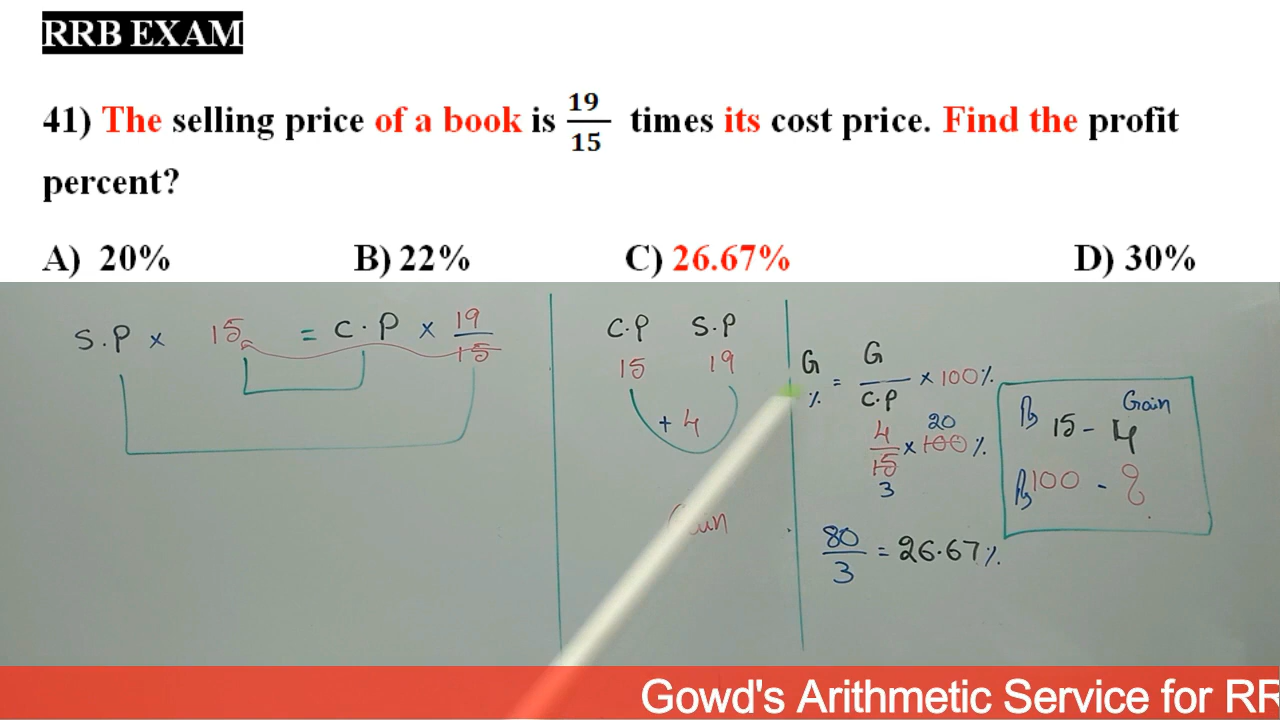 RRB EXAM
41) The selling price of a book is 19/15 times its cost price. Find the profit
percent?
A) 20% B) 22% C) 26.67% D) 30%
S.P × 15 = C.P × 19/15
C.P S.P
15 19
+ 4
Gain
G % = G/C.P × 100%
4/15 × 100%
20
3
80/3 = 26.67%
Gain
15 - 4
100 - ?
Gowd's Arithmetic Service for RR